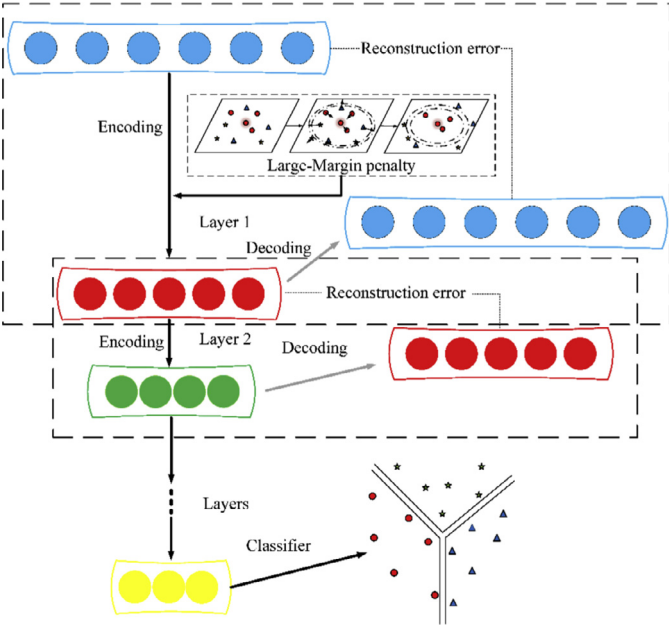 Reconstruction error
Encoding
Large-Margin penalty
Layer 1
Decoding
Reconstruction error
Encoding
Layer 2
Decoding
Layers
Classifier